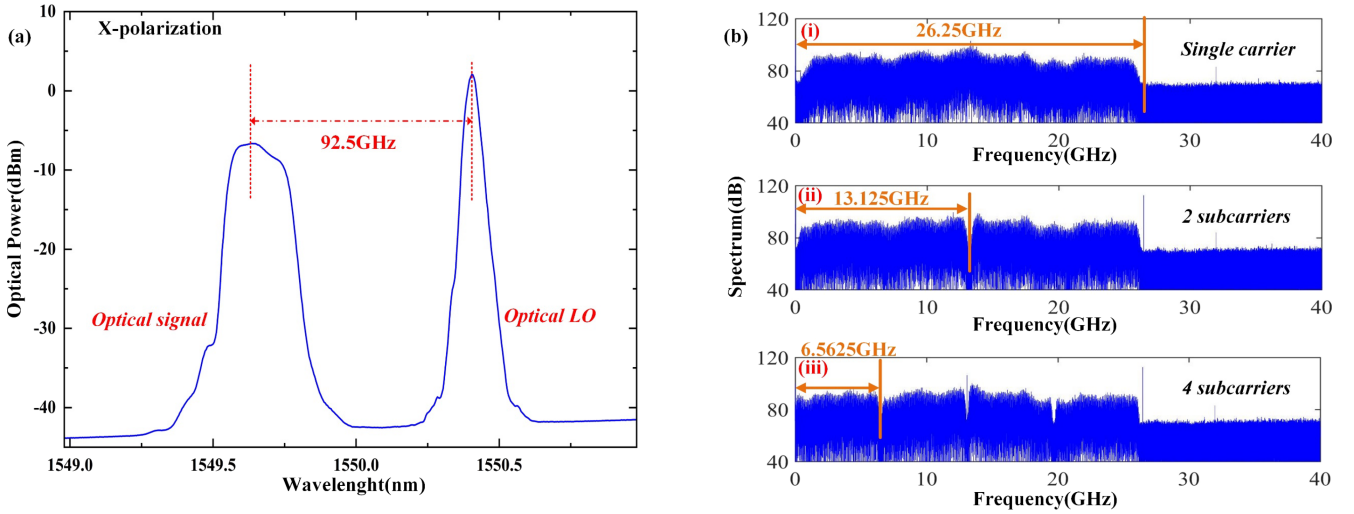 (a)
X-polarization
10
0
-10
-20
-30
-40
Optical Power(dBm)
92.5GHz
Optical signal
Optical LO
1549.0
1549.5
1550.0
1550.5
Wavelenght(nm)
(b)
Spectrum(dB)
120
80
40
(i)
26.25GHz
Single carrier
0
10
20
30
40
Frequency(GHz)
120
80
40
(ii)
13.125GHz
2 subcarriers
0
10
20
30
40
Frequency(GHz)
6.5625GHz
120
80
40
(iii)
4 subcarriers
0
10
20
30
40
Frequency(GHz)